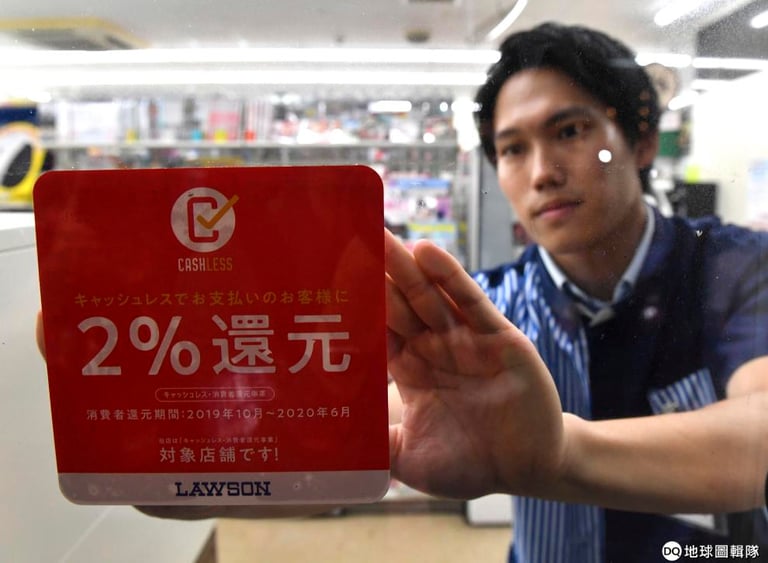 CASHLESS
キャッシュレスでお支払いのお客様に
2%還元
キャッシュレス・消費者還元事業
消費者還元期間:2019年10月〜2020年6月
当店は「キャッシュレス・消費者還元事業」
対象店舗です!
LAWSON
DQ 地球圖輯隊